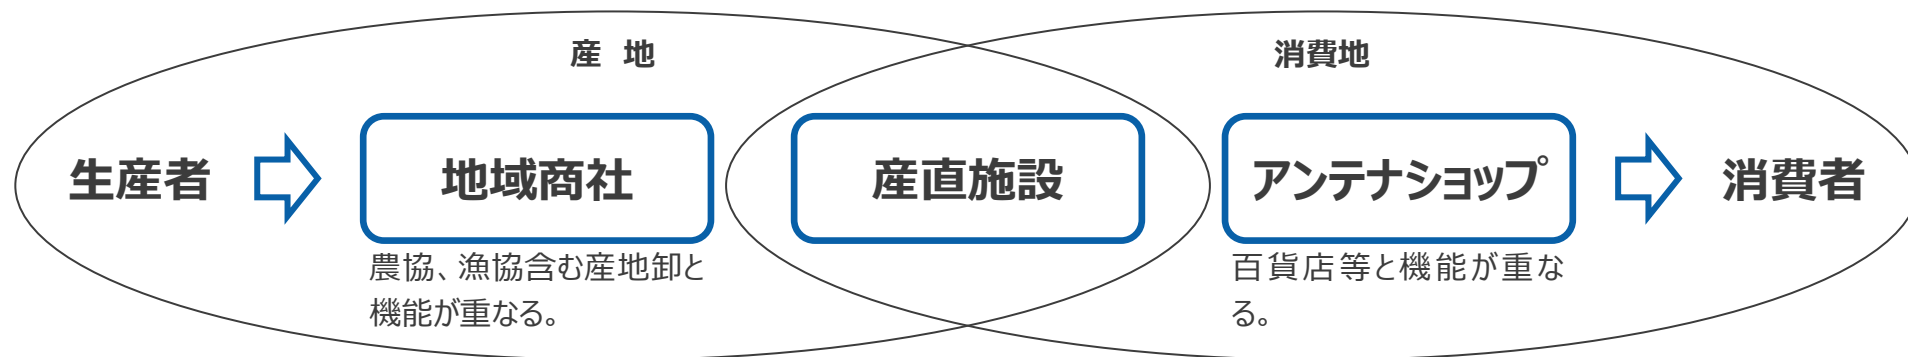 産 地
消費地
生産者
地域商社
産直施設
アンテナショップ
消費者
農協、漁協含む産地卸と
機能が重なる。
百貨店等と機能が重な
る。